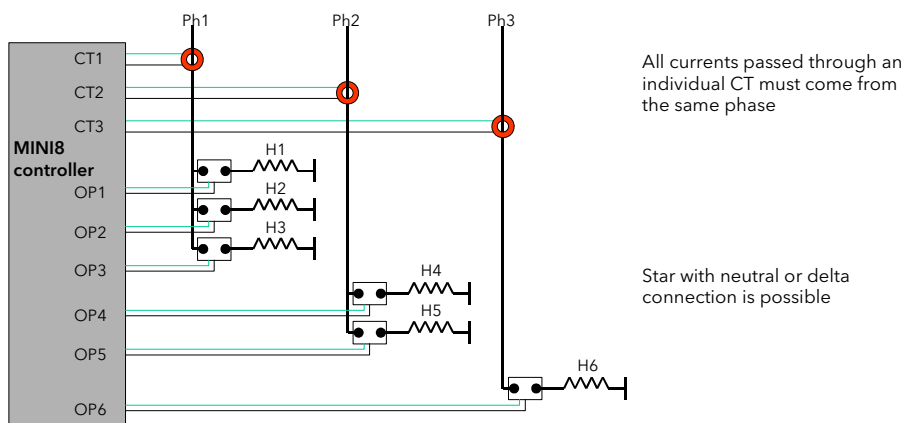 Ph1
Ph2
Ph3
CT1
CT2
CT3
MINI8
controller
OP1
OP2
OP3
OP4
OP5
OP6
H1
H2
H3
H4
H5
H6
All currents passed through an
individual CT must come from
the same phase
Star with neutral or delta
connection is possible